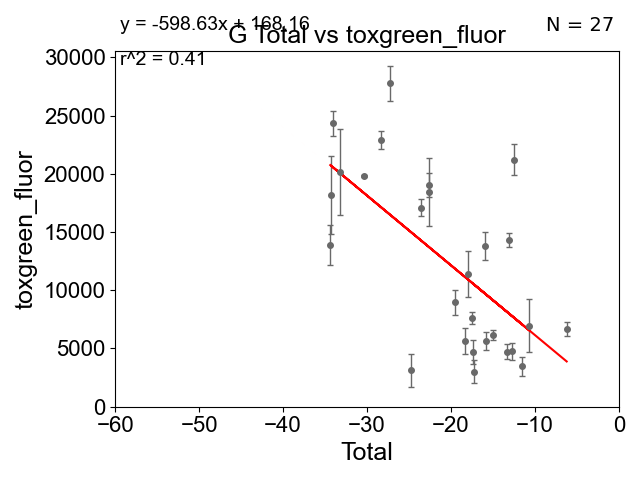 y = -598.63x + 168.16
N = 27
G Total vs toxgreen_fluor
r^2 = 0.41
toxgreen_fluor
30000
25000
20000
15000
10000
5000
0
−60 −50 −40 −30 −20 −10 0
Total